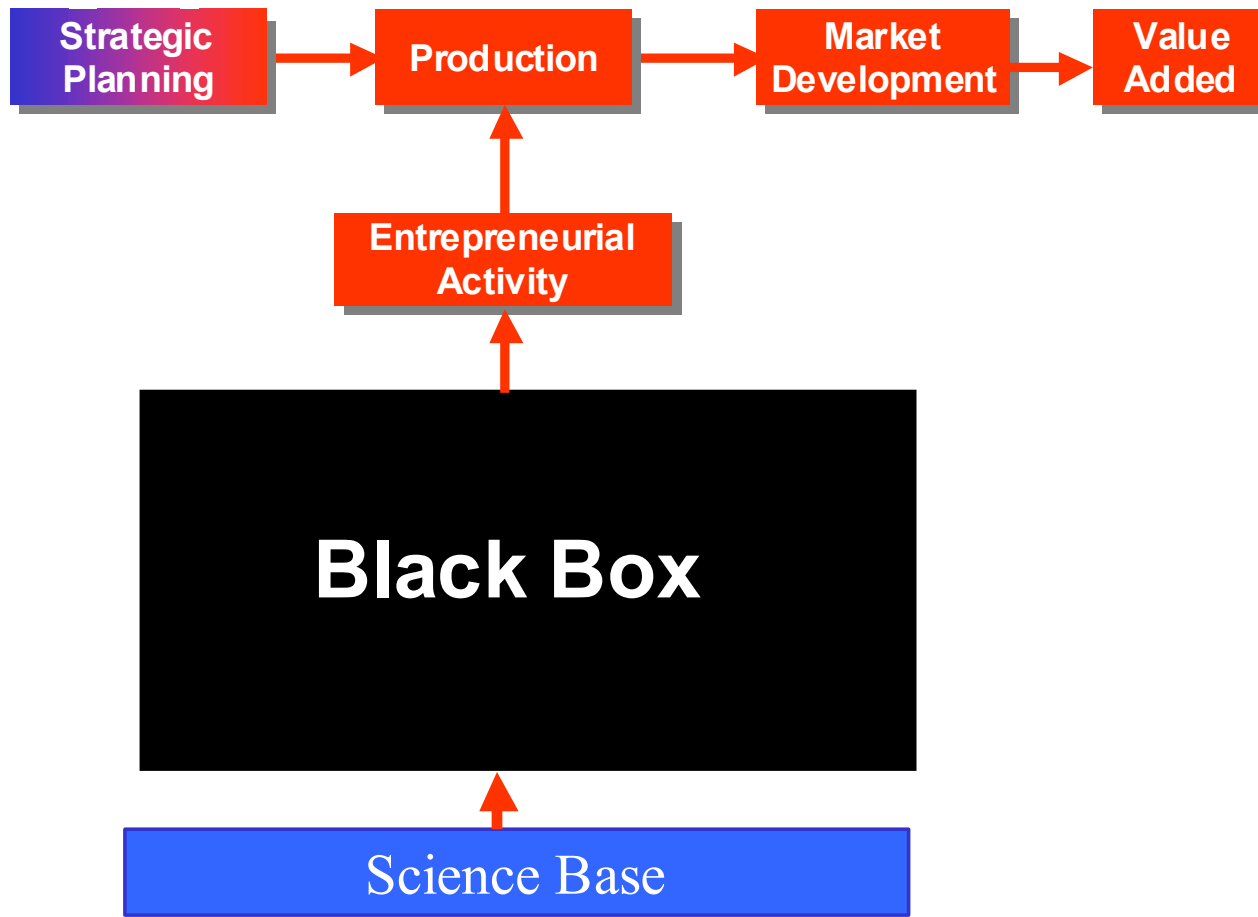 Strategic
Planning
Production
Market
Development
Value
Added
Entrepreneurial
Activity
Black Box
Science Base